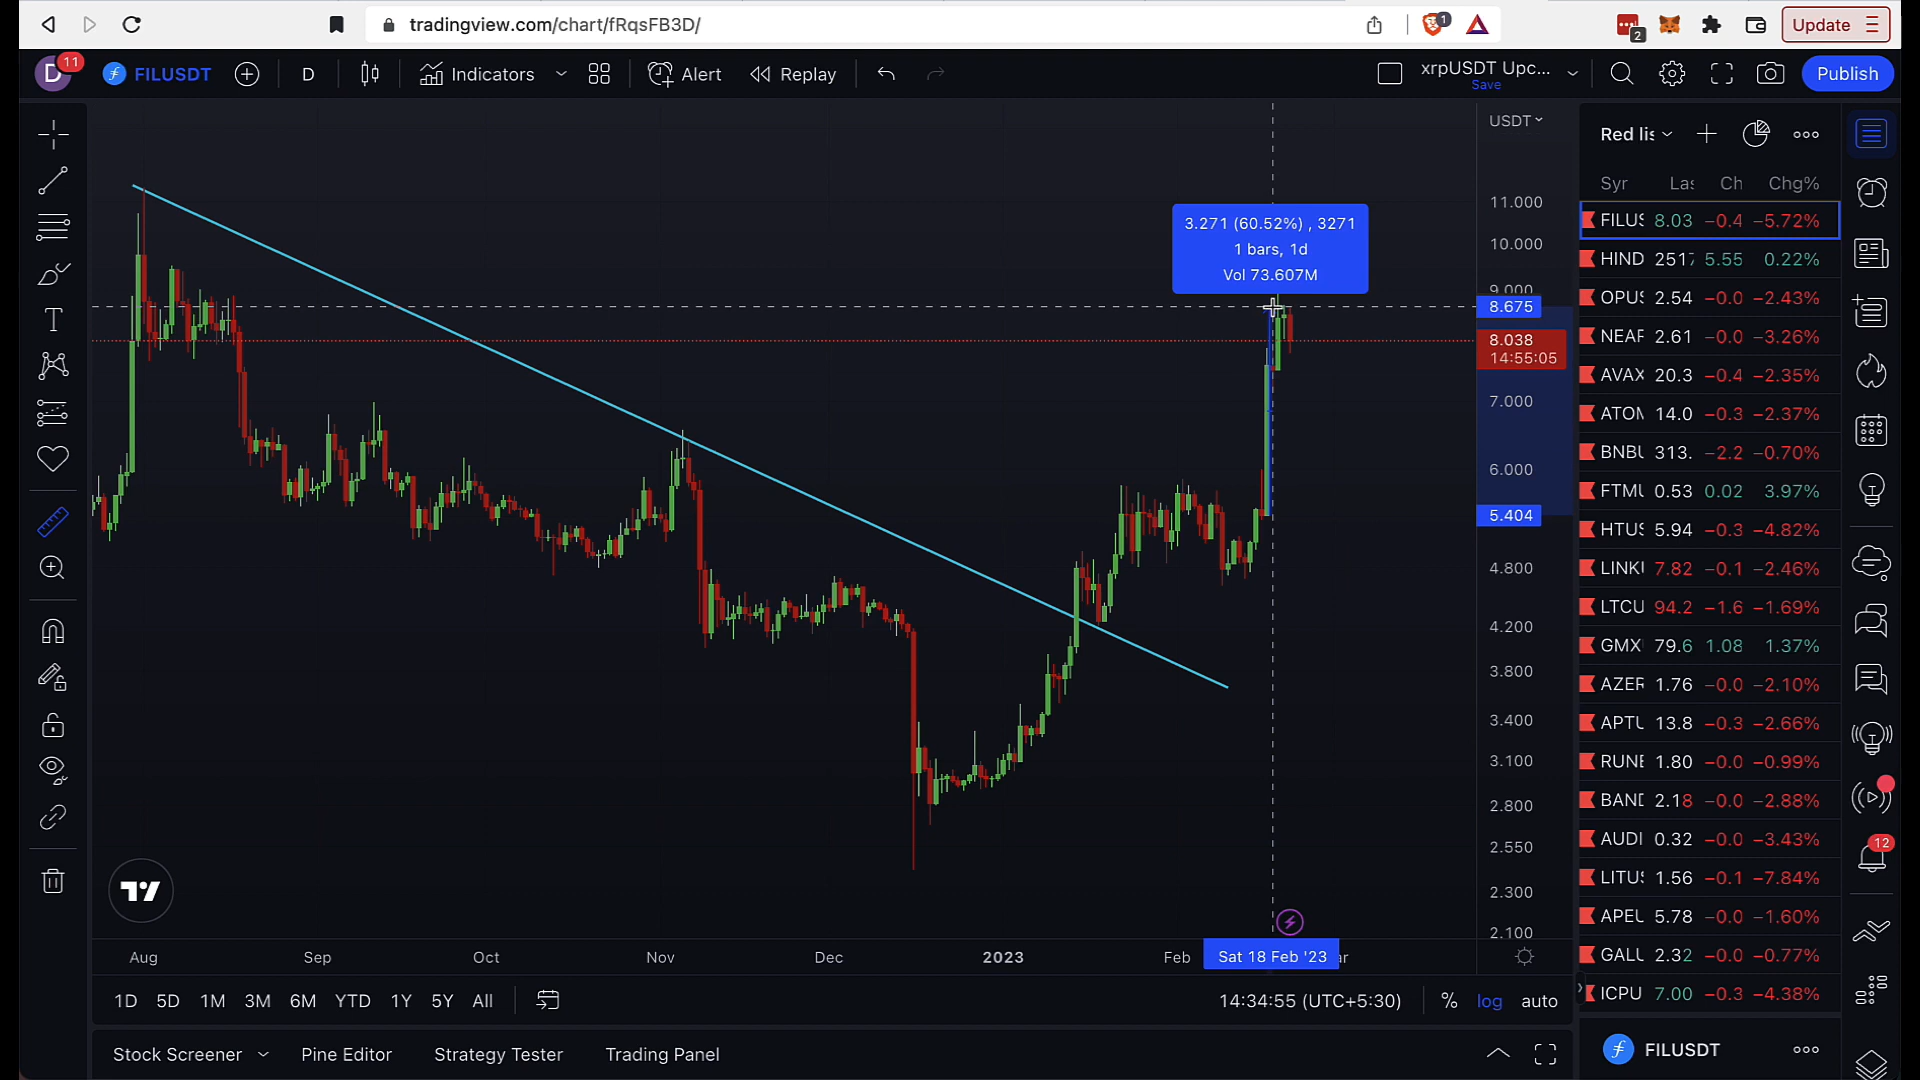 tradingview.com/chart/fRqsFB3D/
1
2
Update
D
11
FILUSDT
D
Indicators
Alert
Replay
xrpUSDT Upc...
Save
Publish
USDT
11.000
10.000
9.000
8.675
8.038
14:55:05
7.000
6.000
5.404
4.800
4.200
3.800
3.400
3.100
2.800
2.550
2.300
2.100
3.271 (60.52%) , 3271
1 bars, 1d
Vol 73.607M
Red lis
Syr Las Ch Chg%
FILUS 8.03 −0.4 −5.72%
HIND 2517 5.55 0.22%
OPUS 2.54 −0.0 −2.43%
NEAF 2.61 −0.0 −3.26%
AVAX 20.3 −0.4 −2.35%
ATOM 14.0 −0.3 −2.37%
BNBU 313. −2.2 −0.70%
FTMU 0.53 0.02 3.97%
HTUS 5.94 −0.3 −4.82%
LINKU 7.82 −0.1 −2.46%
LTCU 94.2 −1.6 −1.69%
GMX 79.6 1.08 1.37%
AZER 1.76 −0.0 −2.10%
APTU 13.8 −0.3 −2.66%
RUNE 1.80 −0.0 −0.99%
BAND 2.18 −0.0 −2.88%
AUDI 0.32 −0.0 −3.43%
LITUS 1.56 −0.1 −7.84%
APEU 5.78 −0.0 −1.60%
GALU 2.32 −0.0 −0.77%
ICPU 7.00 −0.3 −4.38%
12
Aug Sep Oct Nov Dec 2023 Feb Sat 18 Feb '23 ar
1D 5D 1M 3M 6M YTD 1Y 5Y All
14:34:55 (UTC+5:30) % log auto
Stock Screener Pine Editor Strategy Tester Trading Panel
FILUSDT